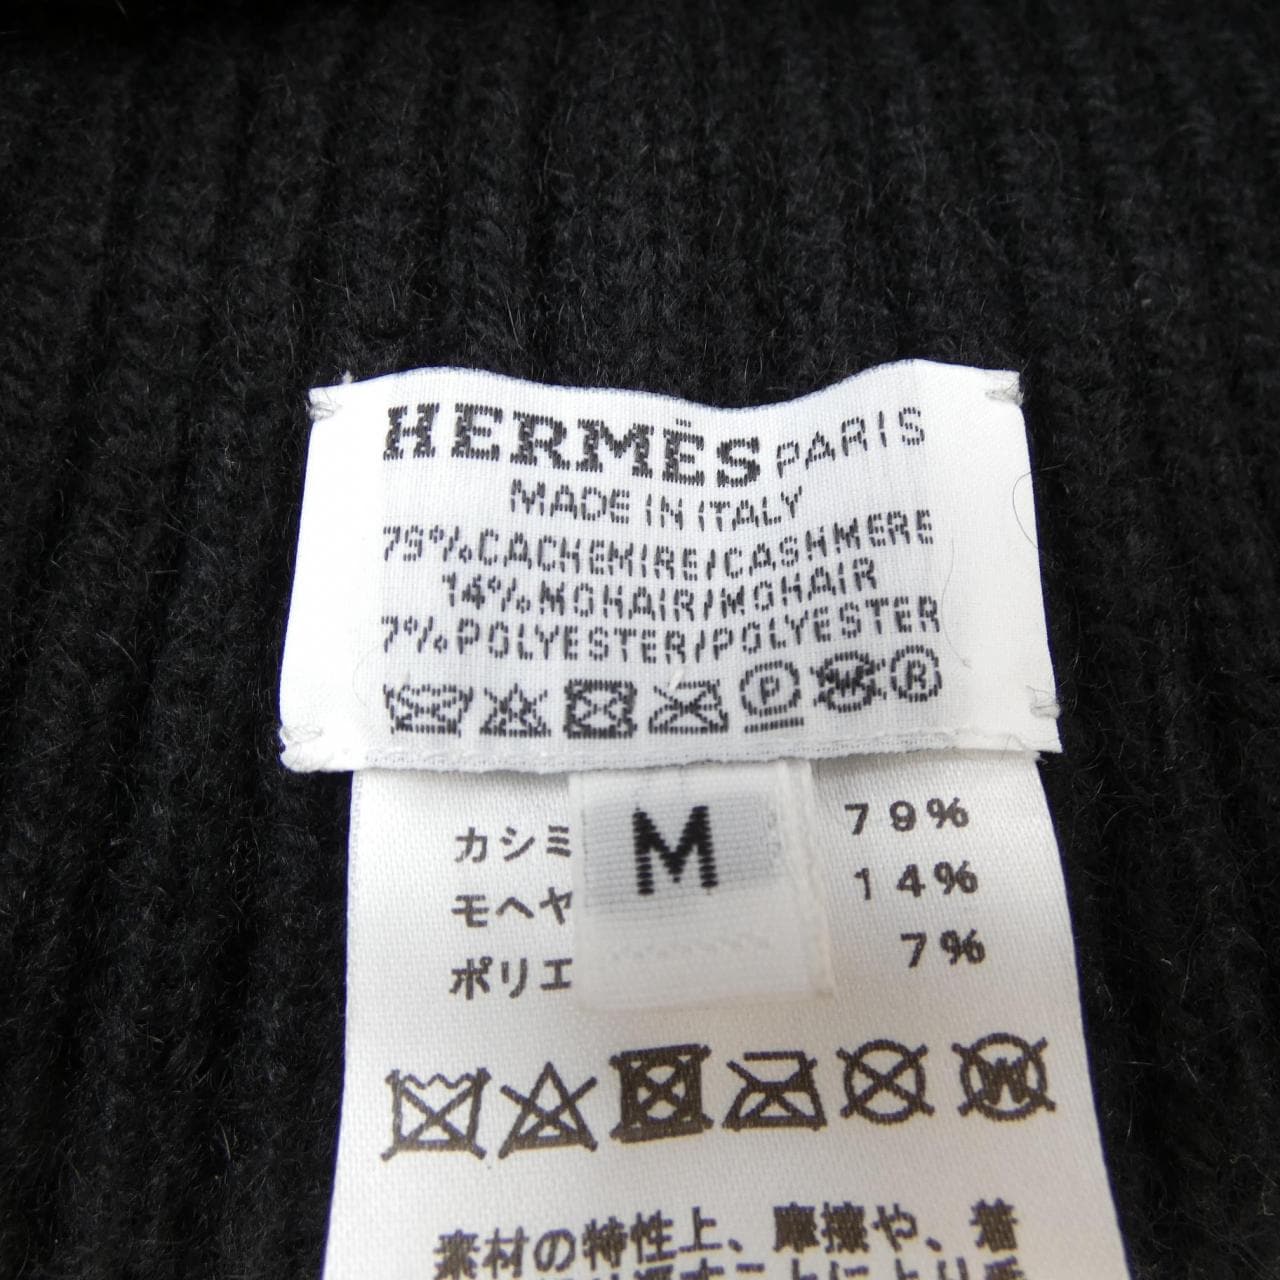 HERMÈS PARIS
MADE IN ITALY
79% CACHEMIRE/CASHMERE
14% MOHAIR/MOHAIR
7% POLYESTER/POLYESTER
P W R
M
カシミ 79%
モヘヤ 14%
ポリエ 7%
W
素材の特性上、摩擦や、着